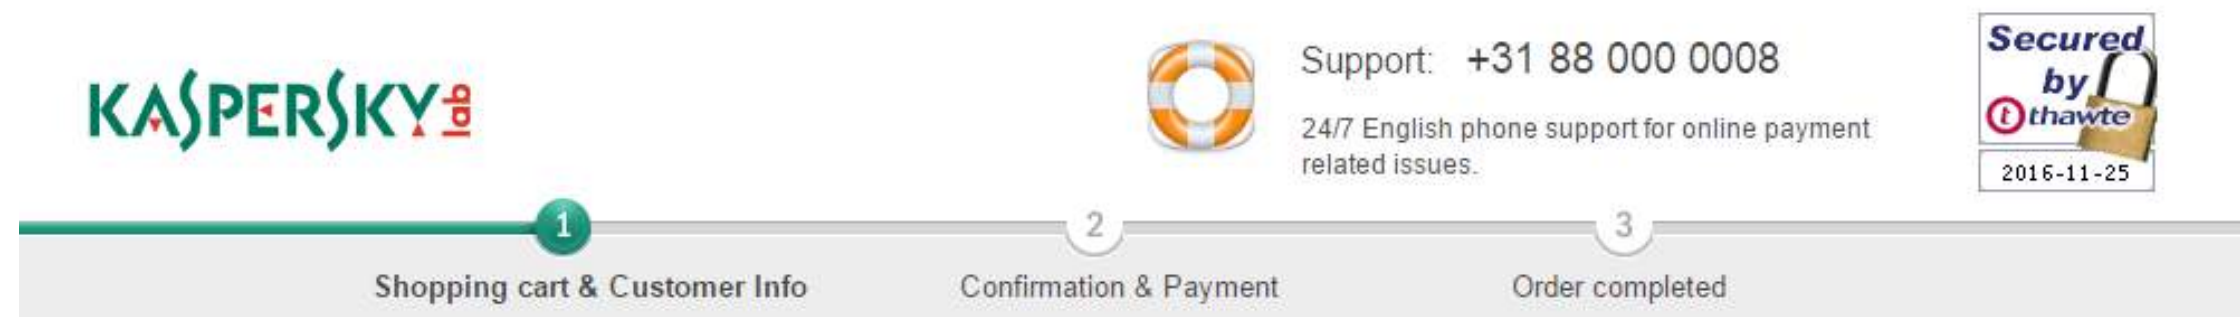 KASPERSKY lab
Support: +31 88 000 0008
24/7 English phone support for online payment
related issues.
Secured
by
thawte
2016-11-25
1
2
3
Shopping cart & Customer Info
Confirmation & Payment
Order completed